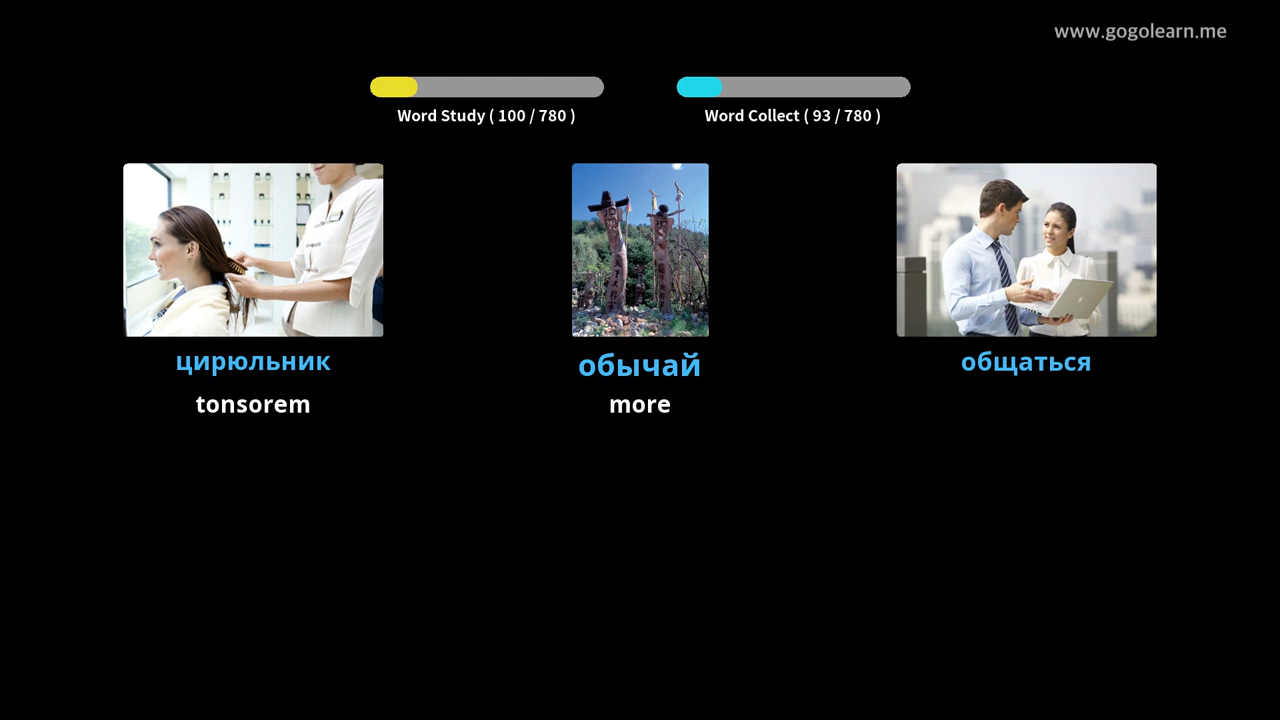 www.gogolearn.me
Word Study ( 100 / 780 )
Word Collect ( 93 / 780 )
цирюльник
обычай
общаться
tonsorem
more